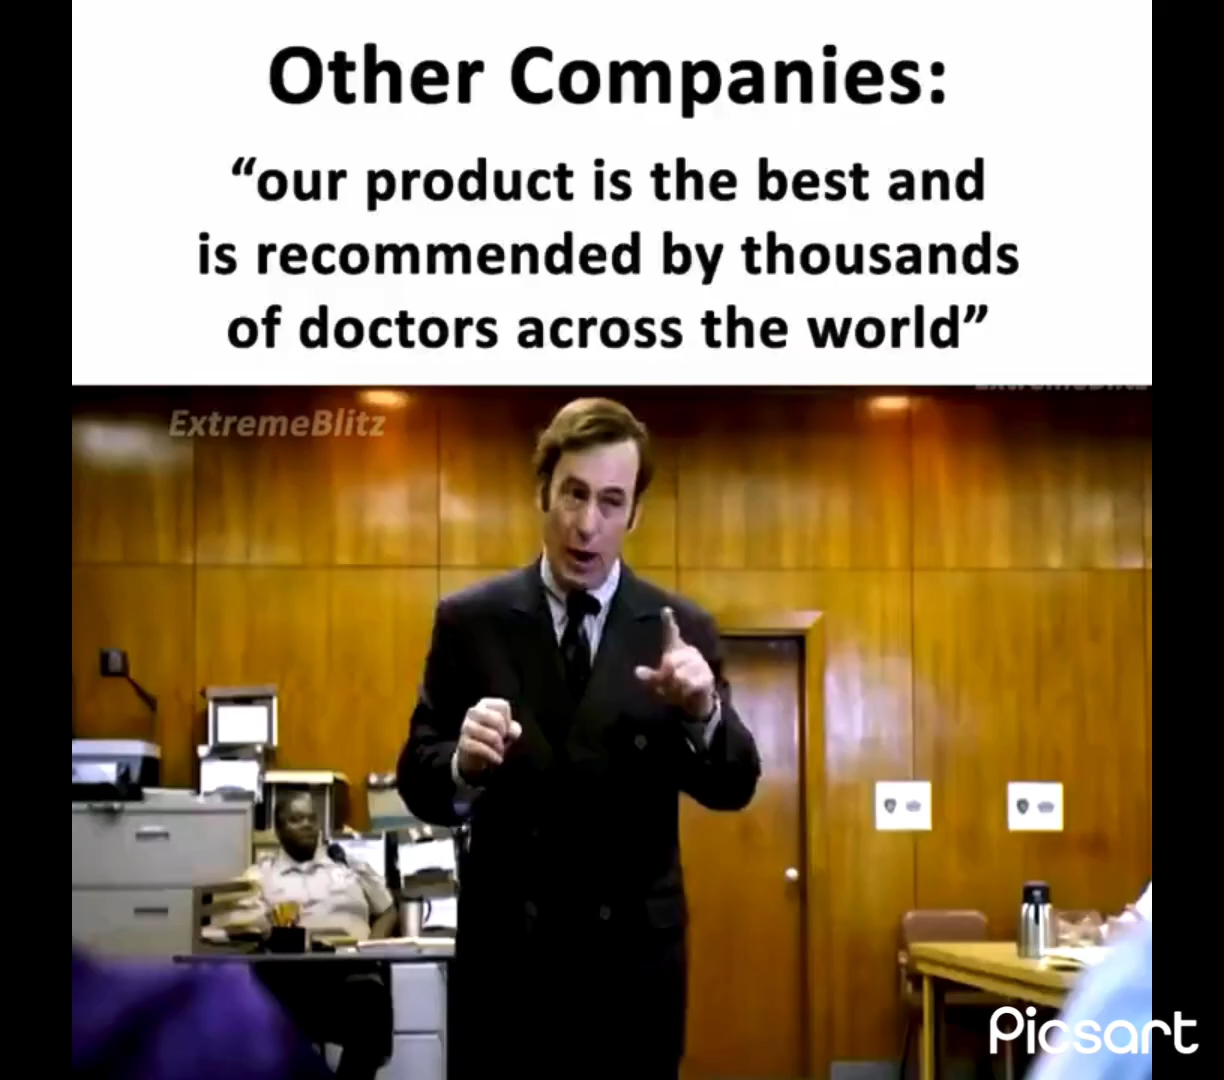 Other Companies:
“our product is the best and
is recommended by thousands
of doctors across the world”
ExtremeBlitz
Picsart